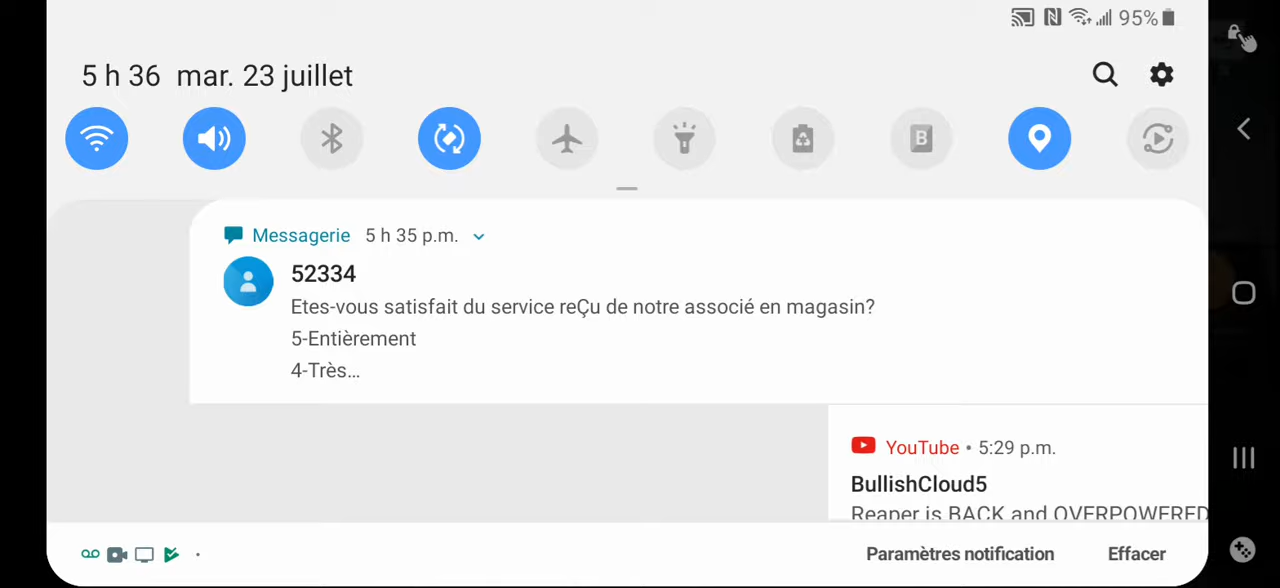 95%
5 h 36 mar. 23 juillet
B
Messagerie 5 h 35 p.m.
52334
Etes-vous satisfait du service reÇu de notre associé en magasin?
5-Entièrement
4-Très…
YouTube • 5:29 p.m.
BullishCloud5
Reaper is BACK and OVERPOWERED
Paramètres notification Effacer